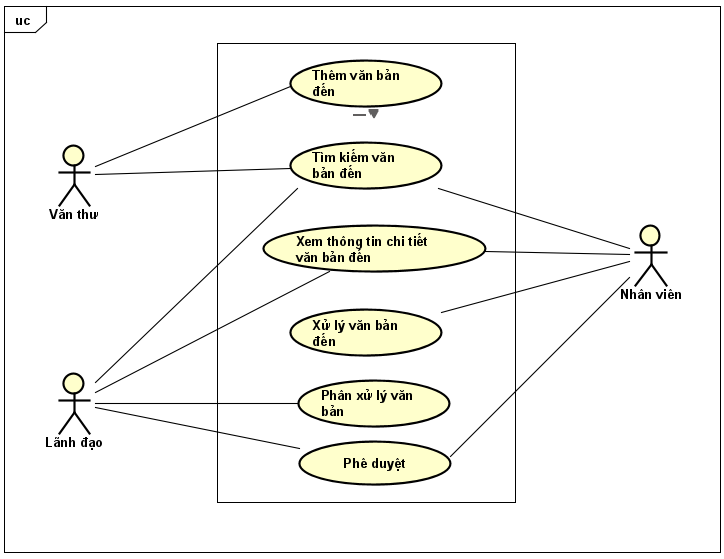 uc
Thêm văn bản
đến
Tìm kiếm văn
bản đến
Văn thư
Xem thông tin chi tiết
văn bản đến
Nhân viên
Xử lý văn bản
đến
Phân xử lý văn
bản
Lãnh đạo
Phê duyệt